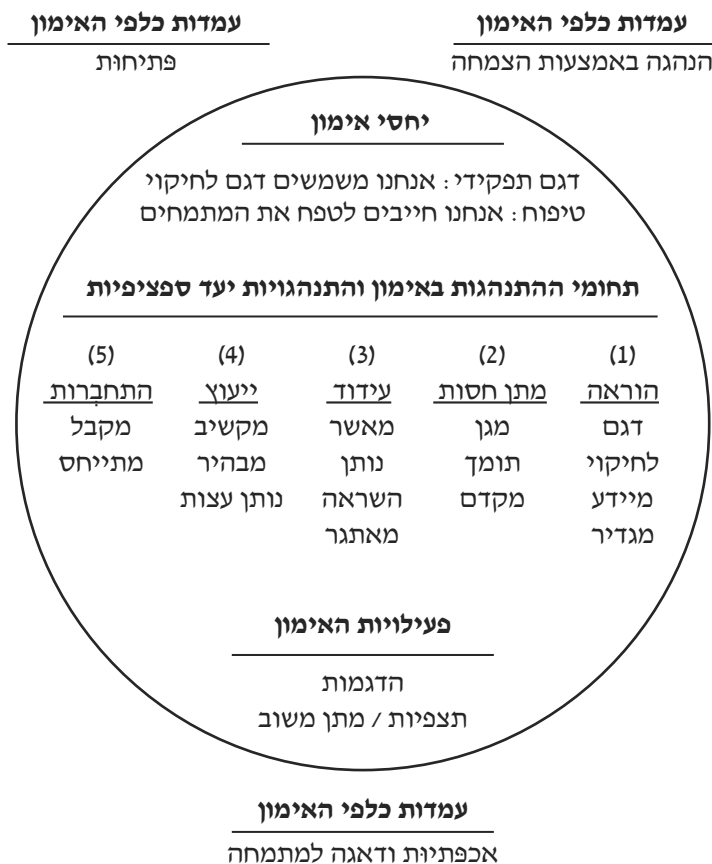 עמדות כלפי האימון
הנהגה באמצעות הצמחה
עמדות כלפי האימון
פתיחות
יחסי אימון
דגם תפקידי: אנחנו משמשים דגם לחיקוי
טיפוח: אנחנו חייבים לטפח את המתמחים
תחומי ההתנהגות באימון והתנהגויות יעד ספציפיות
(1) (2) (3) (4) (5)
הוראה מתן חסות עידוד ייעוץ התחבְרות
דגם מגן מאשר מקשיב מקבל
לחיקוי תומך נותן מבהיר מתייחס
מיידע מקדם השראה נותן עצות
מגדיר מאתגר
פעילויות האימון
הדגמות
תצפיות / מתן משוב
עמדות כלפי האימון
אכפתיות ודאגה למתמחה